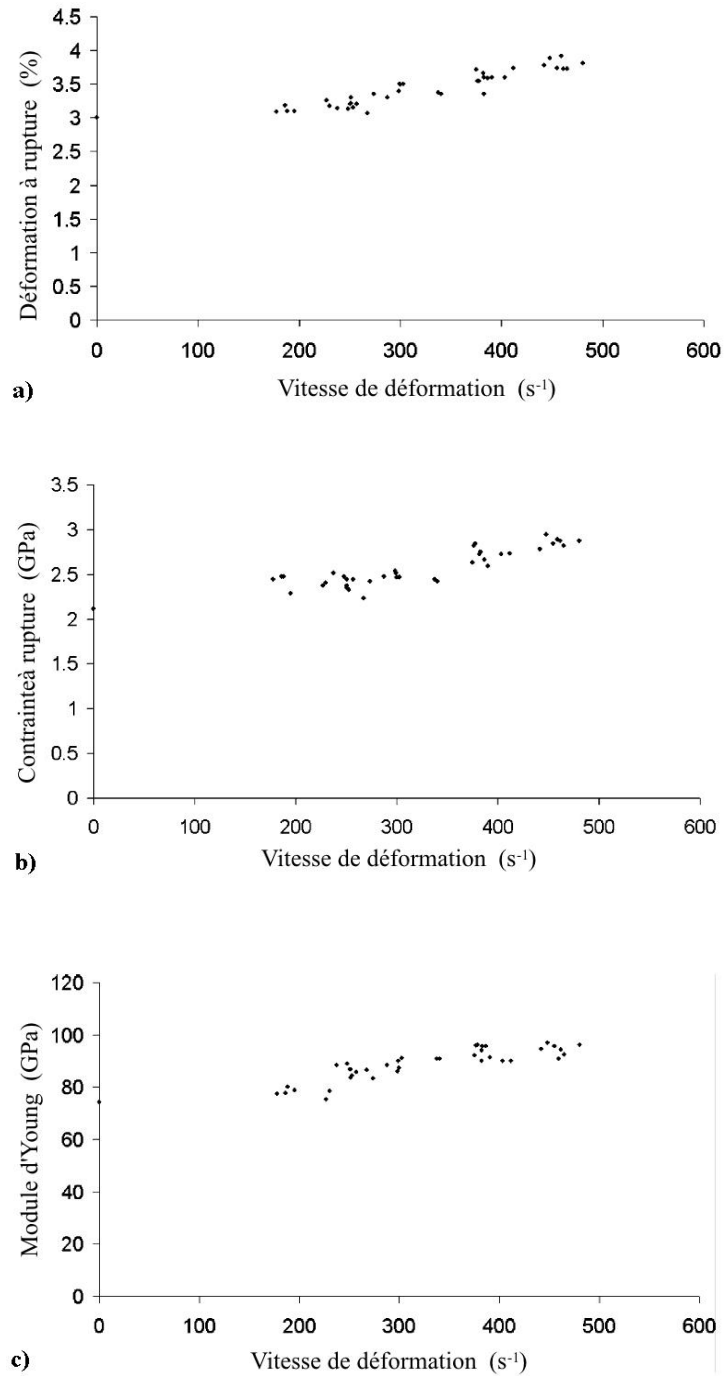 4.5
4
3.5
3
2.5
2
1.5
1
0.5
0
Déformation à rupture (%)
0 100 200 300 400 500 600
Vitesse de déformation (s-1)
a)
3.5
3
2.5
2
1.5
1
0.5
0
Contrainteà rupture (GPa)
0 100 200 300 400 500 600
Vitesse de déformation (s-1)
b)
120
100
80
60
40
20
0
Module d'Young (GPa)
0 100 200 300 400 500 600
Vitesse de déformation (s-1)
c)